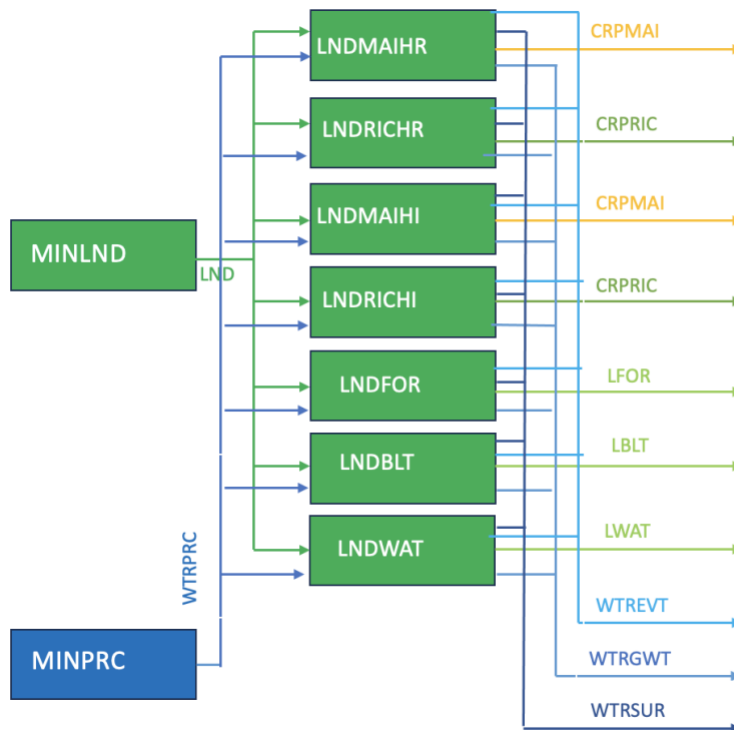 LNDMAIHR
CRPMAI
LNDRICHR
CRPRIC
LNDMAIHI
CRPMAI
MINLND
LND
LNDRICHI
CRPRIC
LNDFOR
LFOR
LNDBLT
LBLT
LNDWAT
LWAT
WTRPRC
WTREVT
MINPRC
WTRGWT
WTRSUR